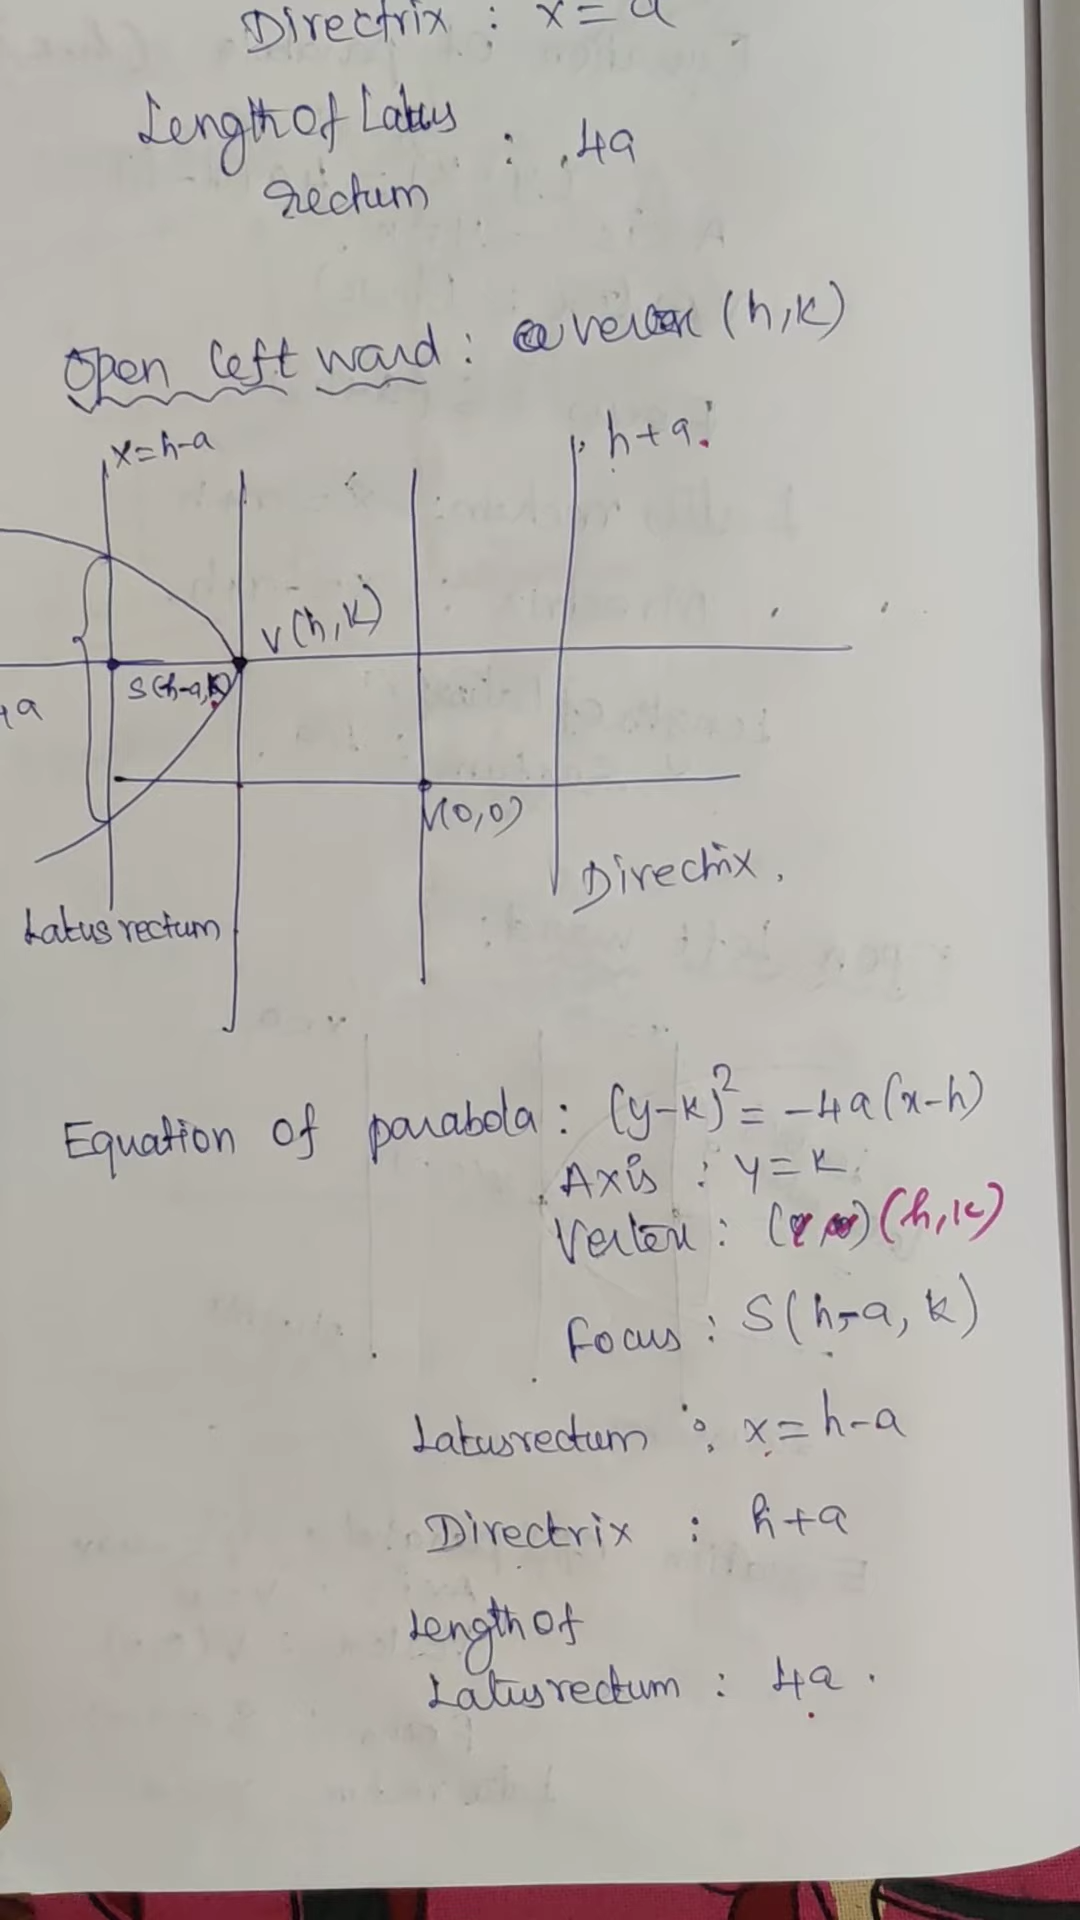 Directrix : x = a
Length of Latus
rectum : 4a
Open left ward : vertex (h,k)
x=h-a
h+a
V(h,k)
S(h-a,k)
a
V(0,0)
Directrix,
Latus rectum
Equation of parabola : (y-k)² = -4a(x-h)
Axis : y = k
Vertex : (h,k)
Focus : S(h-a, k)
Latusrectum : x = h-a
Directrix : h+a
Length of
Latusrectum : 4a.